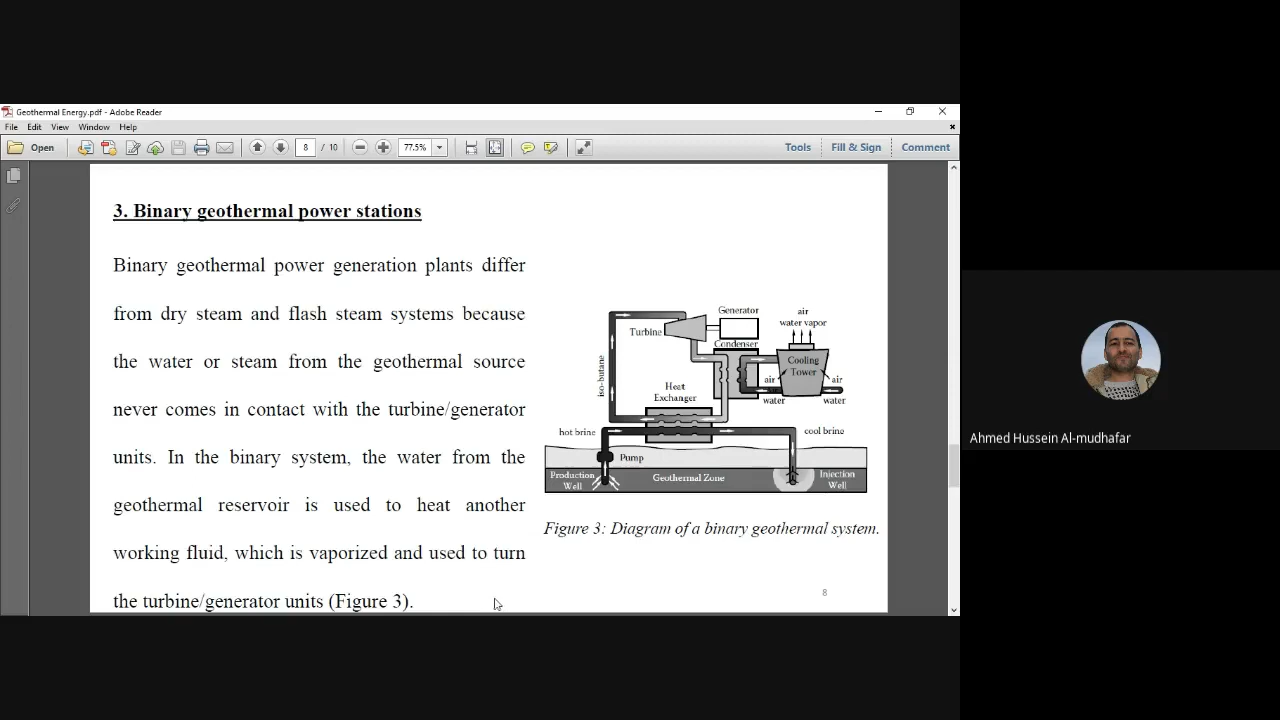 Geothermal Energy.pdf - Adobe Reader
File Edit View Window Help
Open 8 / 10 77.5% Tools Fill & Sign Comment
3. Binary geothermal power stations
Binary geothermal power generation plants differ
from dry steam and flash steam systems because
the water or steam from the geothermal source
never comes in contact with the turbine/generator
units. In the binary system, the water from the
geothermal reservoir is used to heat another
working fluid, which is vaporized and used to turn
the turbine/generator units (Figure 3).
Generator
air
water vapor
Turbine
Condenser
Cooling
Tower
iso-butane
air
air
Heat
Exchanger
water
water
hot brine
cool brine
Pump
Production
Well
Geothermal Zone
Injection
Well
Figure 3: Diagram of a binary geothermal system.
8
Ahmed Hussein Al-mudhafar